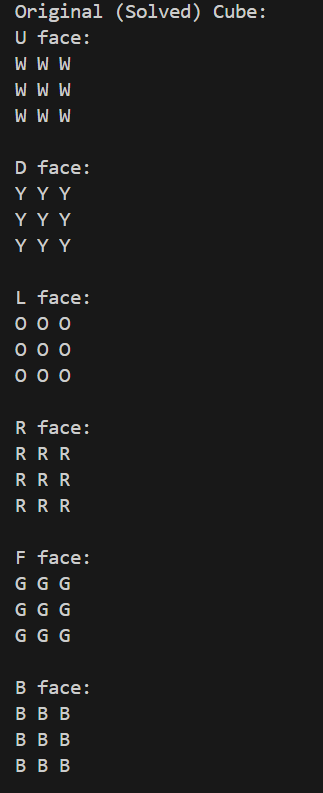 Original (Solved) Cube:
U face:
W W W
W W W
W W W
D face:
Y Y Y
Y Y Y
Y Y Y
L face:
O O O
O O O
O O O
R face:
R R R
R R R
R R R
F face:
G G G
G G G
G G G
B face:
B B B
B B B
B B B